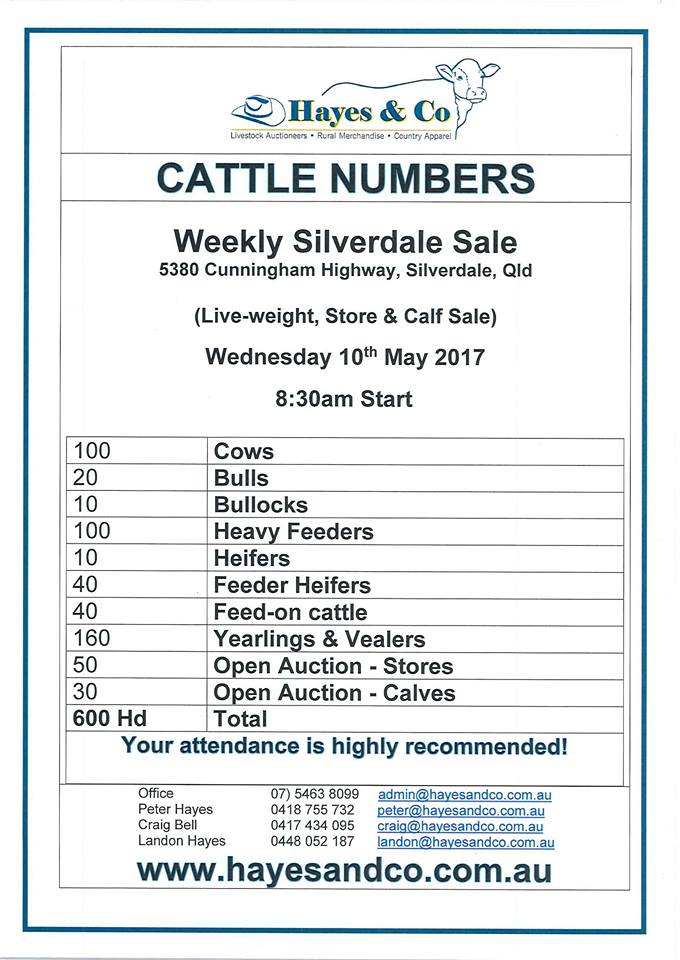 Hayes & Co
Livestock Auctioneers • Rural Merchandise • Country Apparel
CATTLE NUMBERS
Weekly Silverdale Sale
5380 Cunningham Highway, Silverdale, Qld
(Live-weight, Store & Calf Sale)
Wednesday 10th May 2017
8:30am Start
100 Cows
20 Bulls
10 Bullocks
100 Heavy Feeders
10 Heifers
40 Feeder Heifers
40 Feed-on cattle
160 Yearlings & Vealers
50 Open Auction - Stores
30 Open Auction - Calves
600 Hd Total
Your attendance is highly recommended!
Office 07) 5463 8099 admin@hayesandco.com.au
Peter Hayes 0418 755 732 peter@hayesandco.com.au
Craig Bell 0417 434 095 craig@hayesandco.com.au
Landon Hayes 0448 052 187 landon@hayesandco.com.au
www.hayesandco.com.au